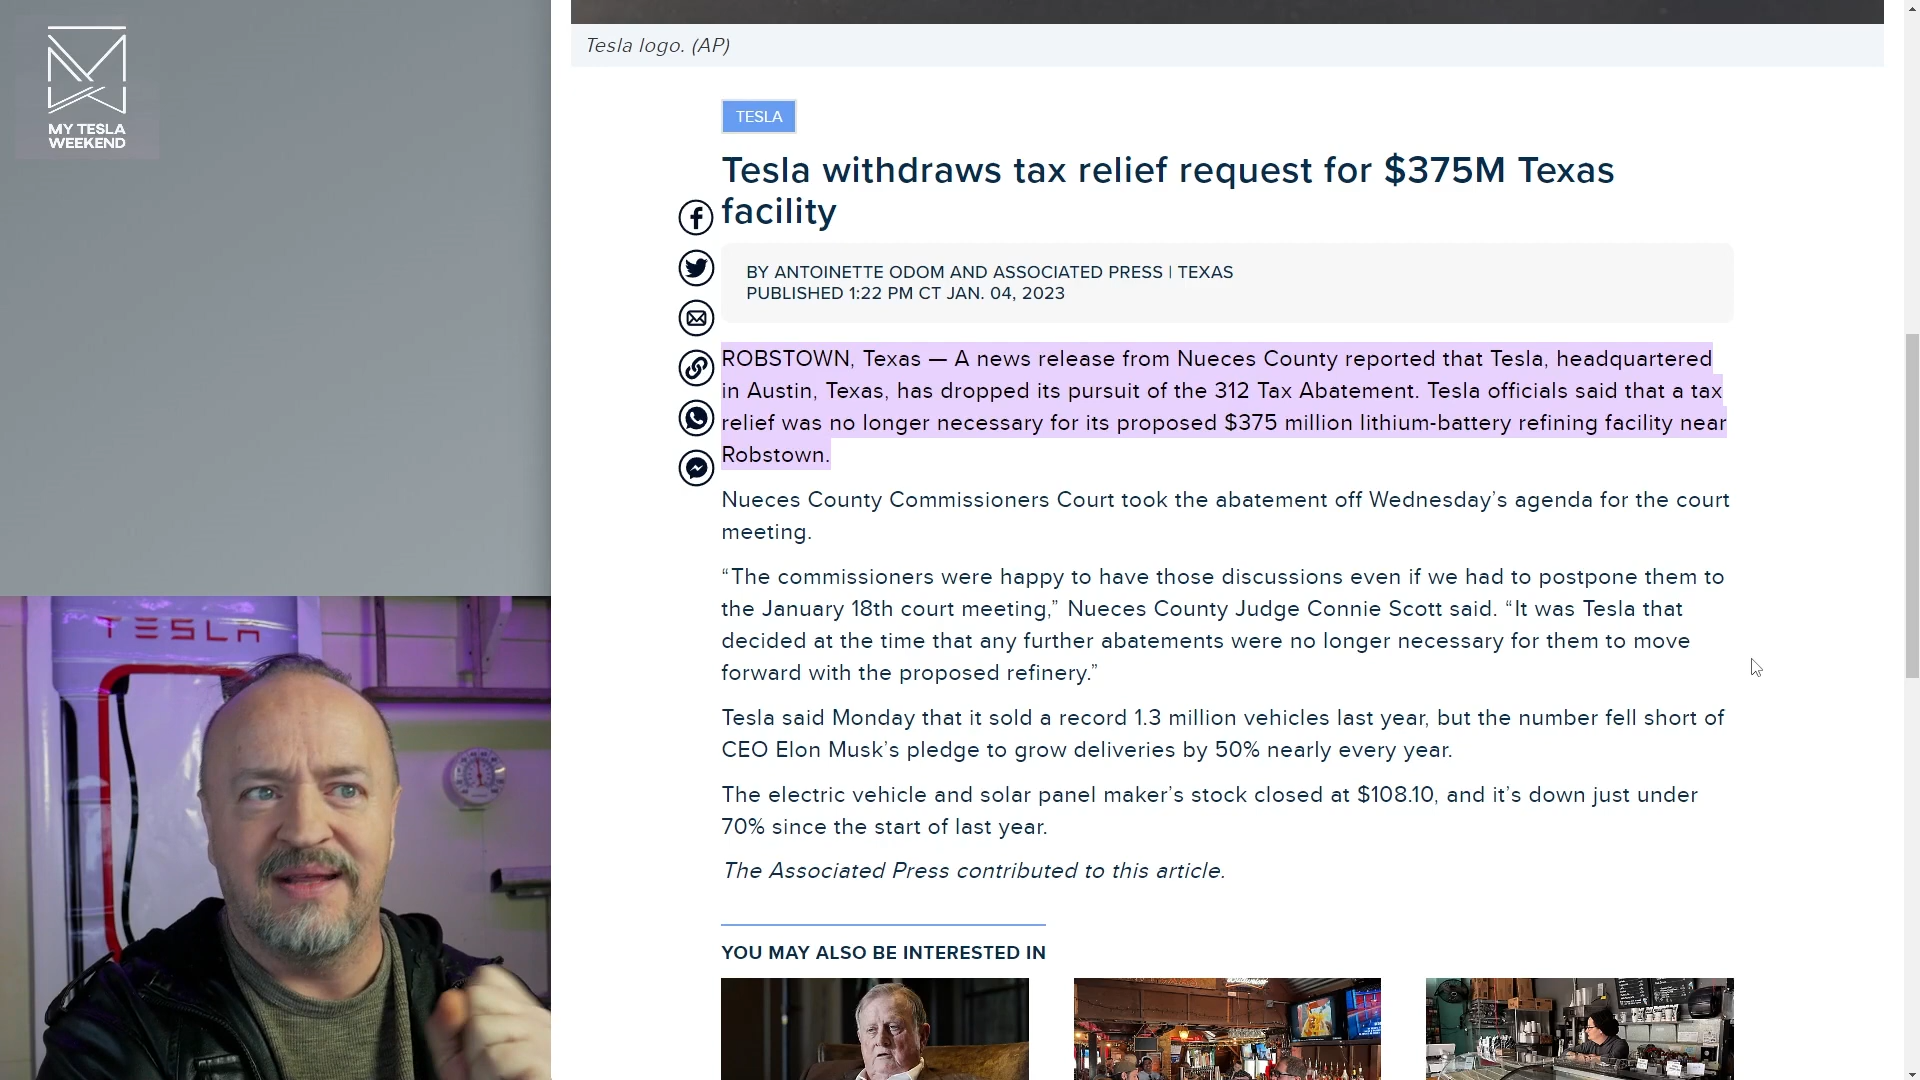 MY TESLA
WEEKEND
TESLA
Tesla logo. (AP)
TESLA
Tesla withdraws tax relief request for $375M Texas
facility
BY ANTOINETTE ODOM AND ASSOCIATED PRESS | TEXAS
PUBLISHED 1:22 PM CT JAN. 04, 2023
ROBSTOWN, Texas — A news release from Nueces County reported that Tesla, headquartered
in Austin, Texas, has dropped its pursuit of the 312 Tax Abatement. Tesla officials said that a tax
relief was no longer necessary for its proposed $375 million lithium-battery refining facility near
Robstown.
Nueces County Commissioners Court took the abatement off Wednesday’s agenda for the court
meeting.
“The commissioners were happy to have those discussions even if we had to postpone them to
the January 18th court meeting,” Nueces County Judge Connie Scott said. “It was Tesla that
decided at the time that any further abatements were no longer necessary for them to move
forward with the proposed refinery.”
Tesla said Monday that it sold a record 1.3 million vehicles last year, but the number fell short of
CEO Elon Musk’s pledge to grow deliveries by 50% nearly every year.
The electric vehicle and solar panel maker’s stock closed at $108.10, and it’s down just under
70% since the start of last year.
The Associated Press contributed to this article.
YOU MAY ALSO BE INTERESTED IN